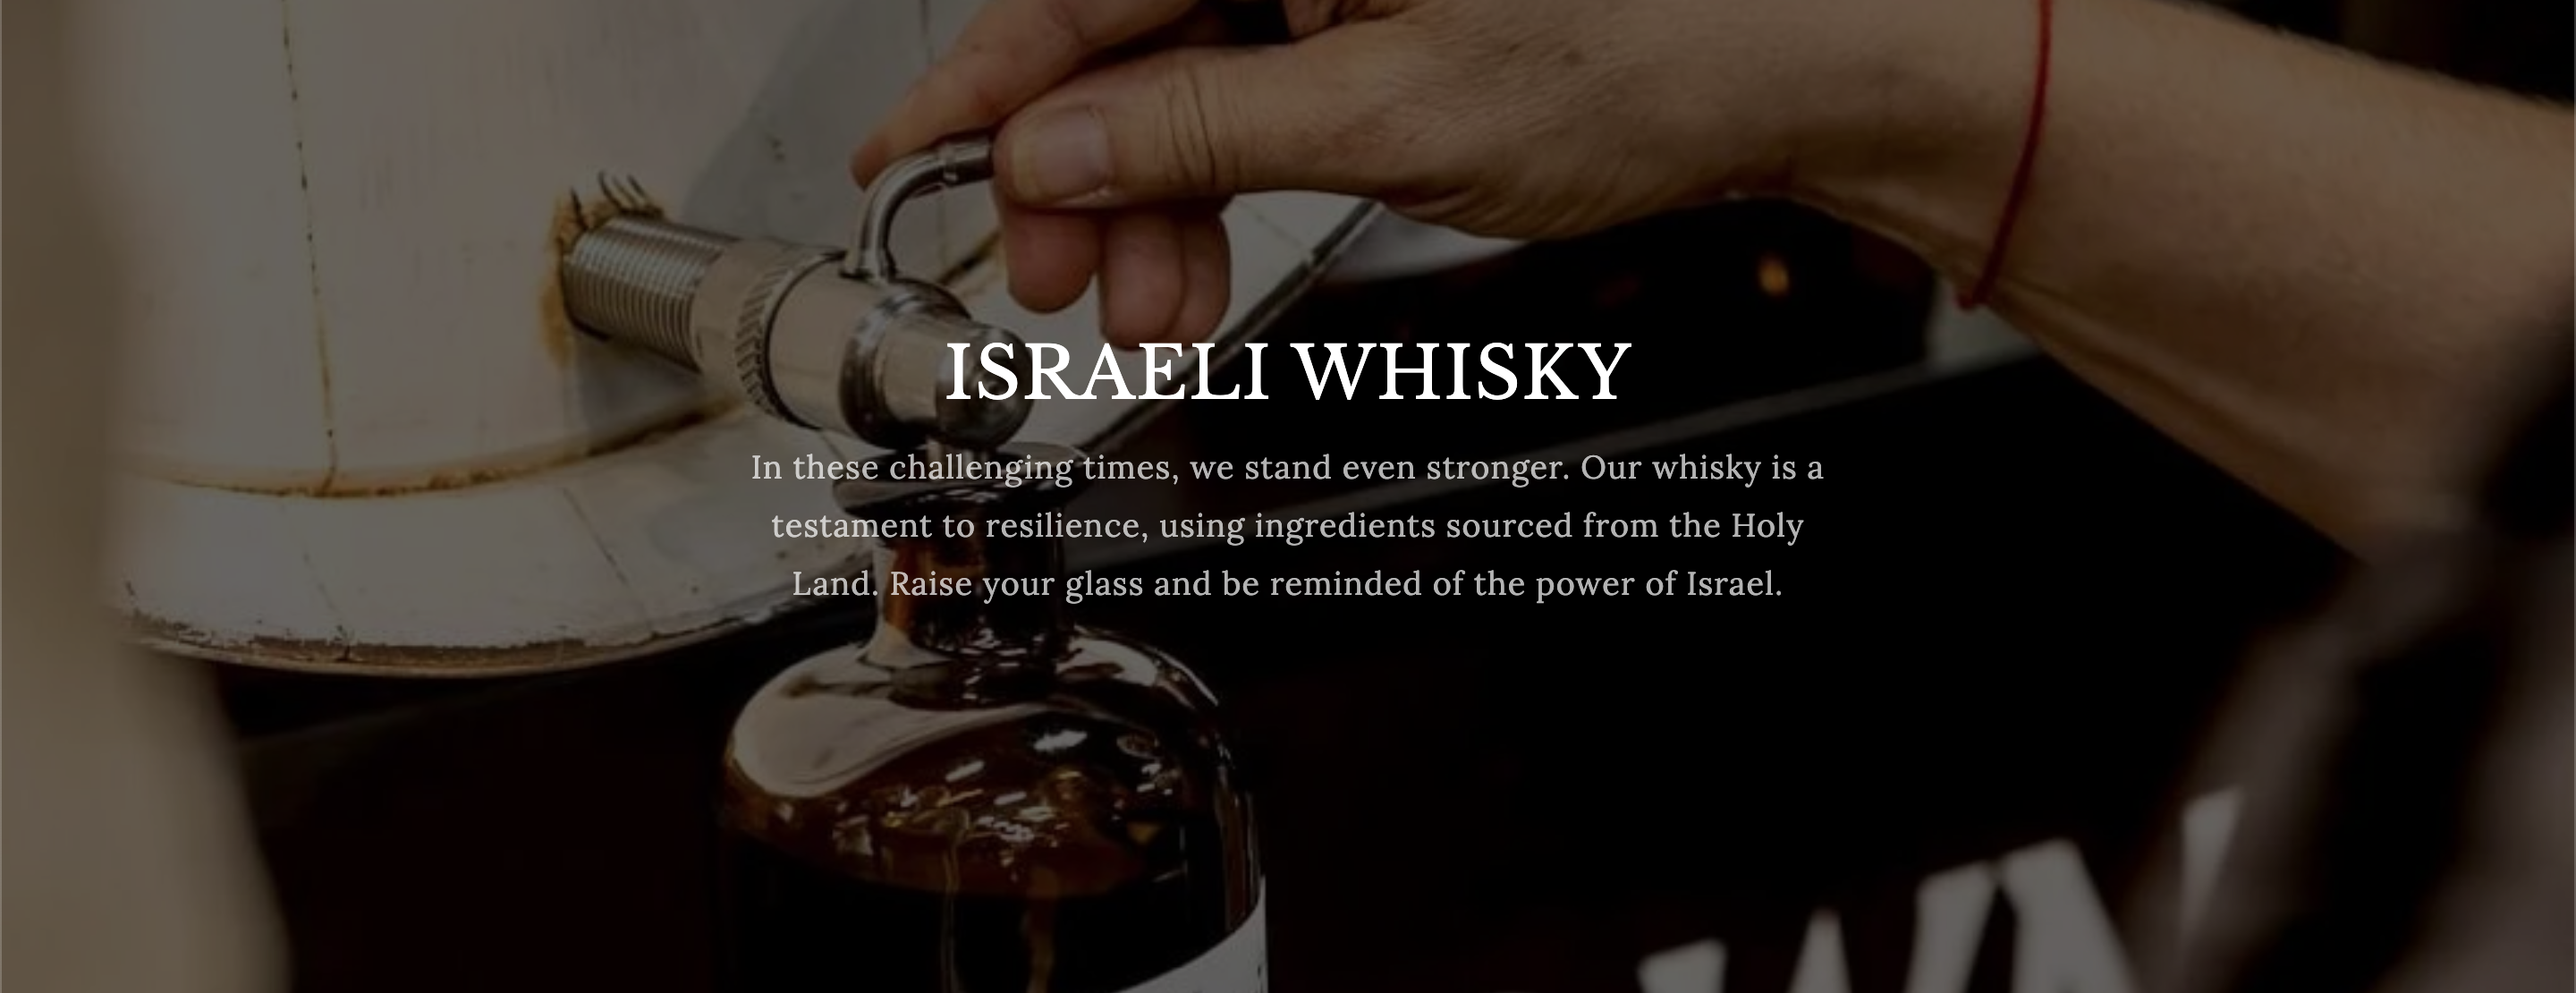 ISRAELI WHISKY
In these challenging times, we stand even stronger. Our whisky is a
testament to resilience, using ingredients sourced from the Holy
Land. Raise your glass and be reminded of the power of Israel.